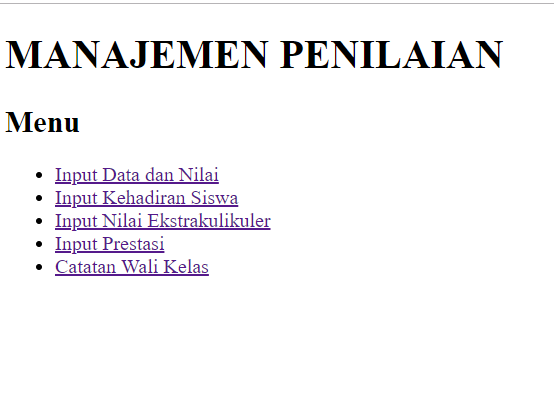 MANAJEMEN PENILAIAN
Menu
Input Data dan Nilai
Input Kehadiran Siswa
Input Nilai Ekstrakulikuler
Input Prestasi
Catatan Wali Kelas